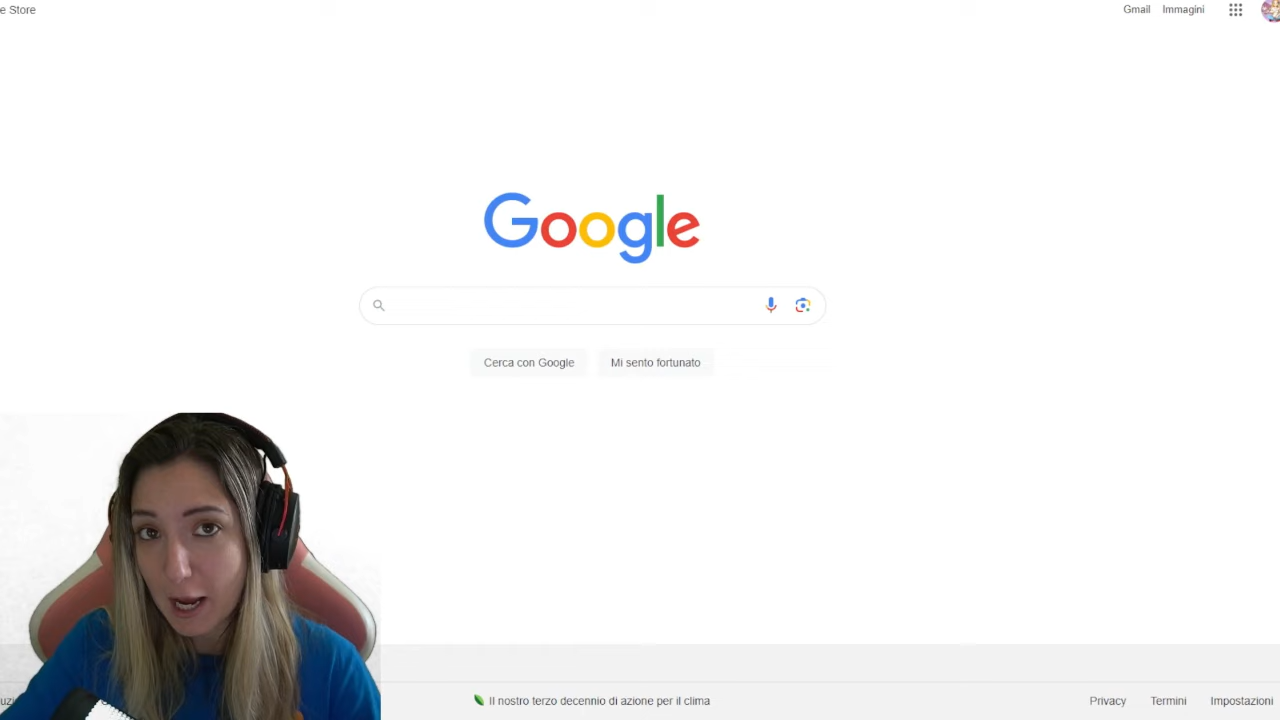 e Store
Gmail Immagini
Google
Cerca con Google Mi sento fortunato
Il nostro terzo decennio di azione per il clima
Privacy Termini Impostazioni